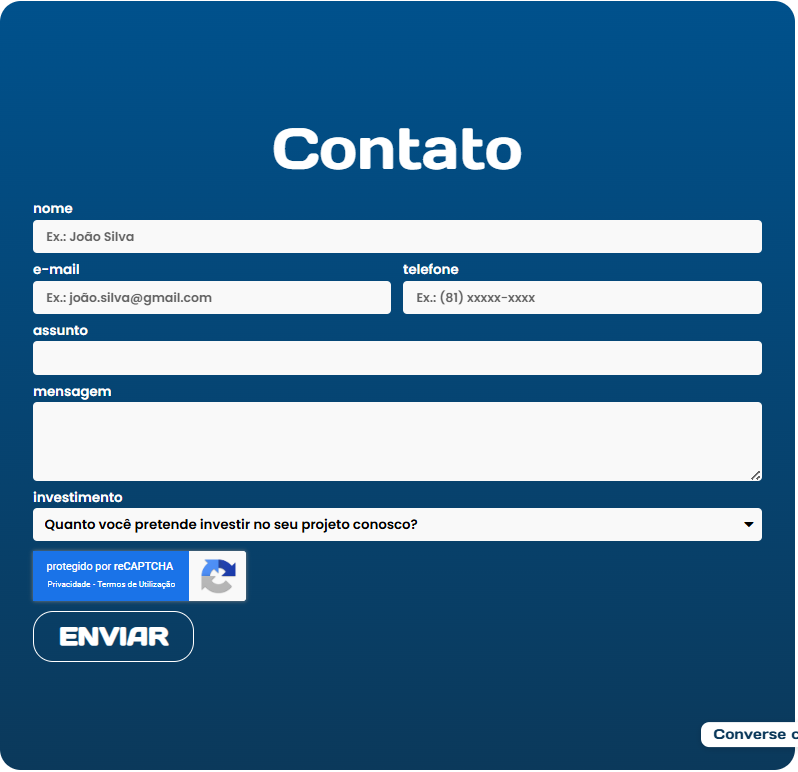 Contato
nome
Ex.: João Silva
e-mail
telefone
Ex.: joão.silva@gmail.com
Ex.: (81) xxxxx-xxxx
assunto
mensagem
investimento
Quanto você pretende investir no seu projeto conosco?
protegido por reCAPTCHA
Privacidade - Termos de Utilização
ENVIAR
Converse